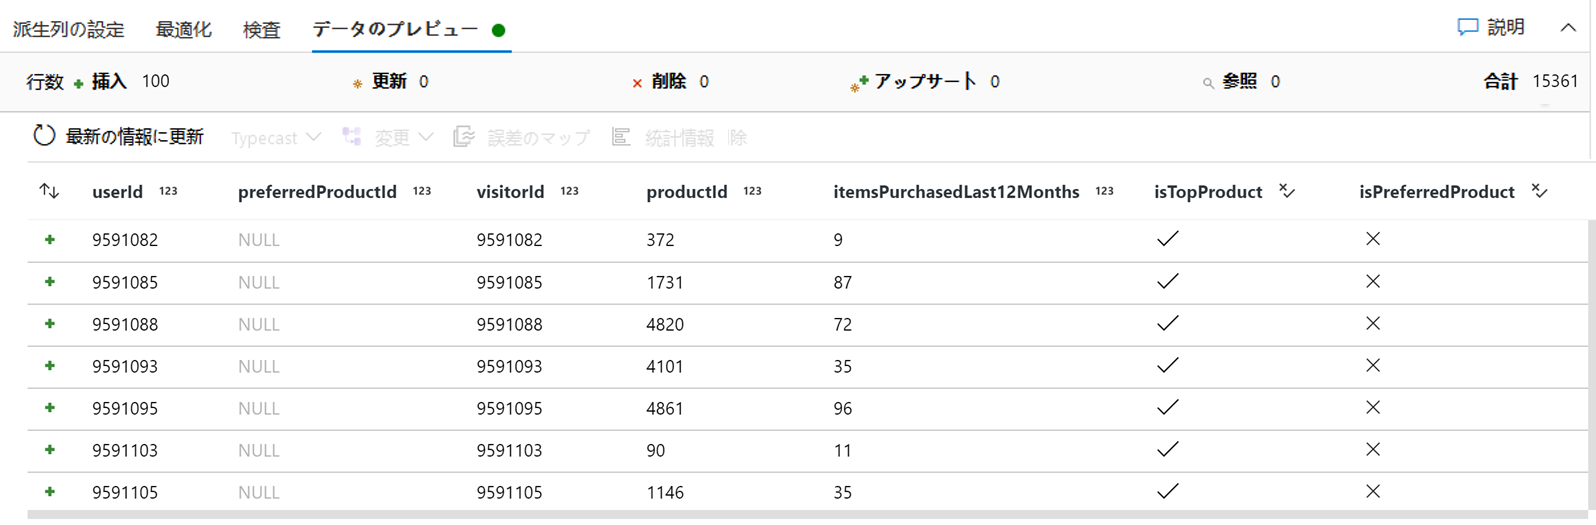 派生列の設定 最適化 検査 データのプレビュー 説明
行数 挿入 100 更新 0 削除 0 アップサート 0 参照 0 合計 15361
最新の情報に更新 Typecast 変更 誤差のマップ 統計情報 除
userId 123 preferredProductId 123 visitorId 123 productId 123 itemsPurchasedLast12Months 123 isTopProduct isPreferredProduct
9591082 NULL 9591082 372 9
9591085 NULL 9591085 1731 87
9591088 NULL 9591088 4820 72
9591093 NULL 9591093 4101 35
9591095 NULL 9591095 4861 96
9591103 NULL 9591103 90 11
9591105 NULL 9591105 1146 35